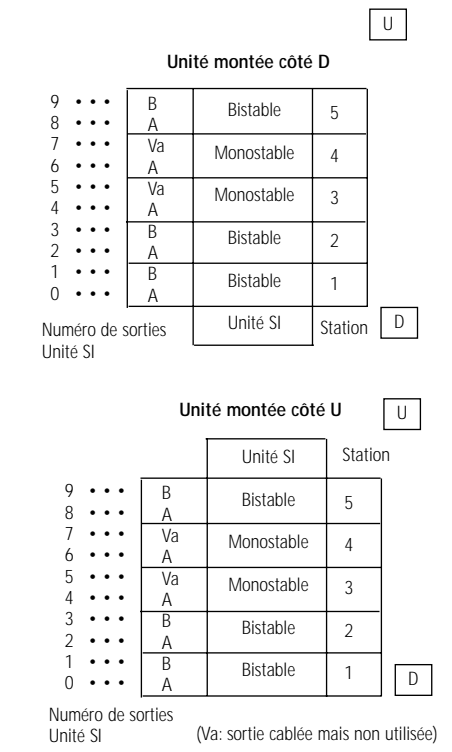 U
Unité montée côté D
9 • • • B Bistable 5
8 • • • A
7 • • • Va Monostable 4
6 • • • A
5 • • • Va Monostable 3
4 • • • A
3 • • • B Bistable 2
2 • • • A
1 • • • B Bistable 1
0 • • • A
Numéro de sorties Unité SI Station D
Unité SI
Unité montée côté U U
Unité SI Station
9 • • • B Bistable 5
8 • • • A
7 • • • Va Monostable 4
6 • • • A
5 • • • Va Monostable 3
4 • • • A
3 • • • B Bistable 2
2 • • • A
1 • • • B Bistable 1 D
0 • • • A
Numéro de sorties
Unité SI (Va: sortie cablée mais non utilisée)